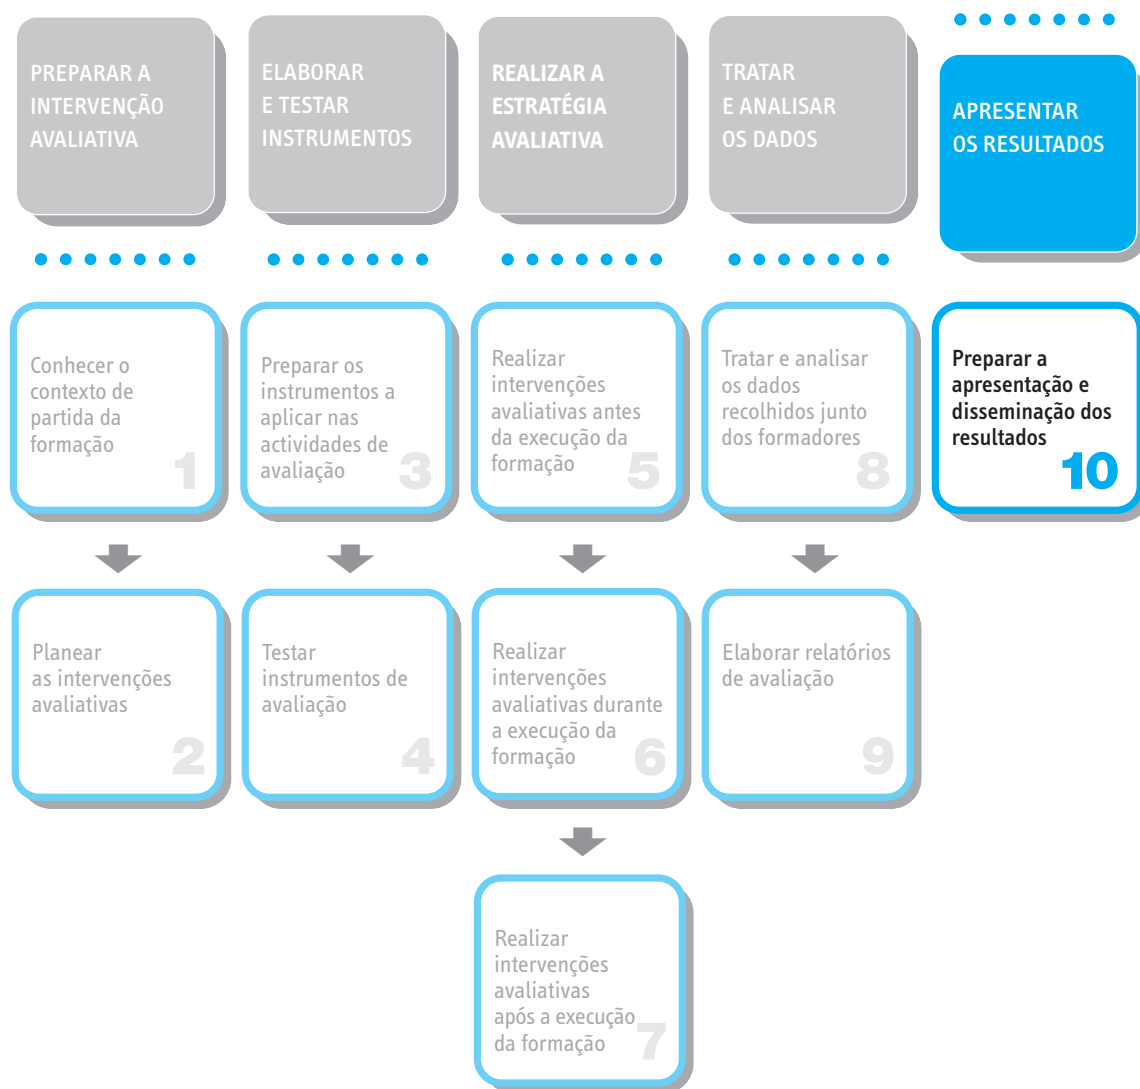 PREPARAR A
INTERVENÇÃO
AVALIATIVA
ELABORAR
E TESTAR
INSTRUMENTOS
REALIZAR A
ESTRATÉGIA
AVALIATIVA
TRATAR
E ANALISAR
OS DADOS
APRESENTAR
OS RESULTADOS
Conhecer o
contexto de
partida da
formação
1
Preparar os
instrumentos a
aplicar nas
actividades de
avaliação
3
Realizar
intervenções
avaliativas antes
da execução da
formação
5
Tratar e analisar
os dados
recolhidos junto
dos formadores
8
Preparar a
apresentação e
disseminação dos
resultados
10
Planear
as intervenções
avaliativas
2
Testar
instrumentos de
avaliação
4
Realizar
intervenções
avaliativas durante
a execução da
formação
6
Elaborar relatórios
de avaliação
9
Realizar
intervenções
avaliativas
após a execução
da formação
7